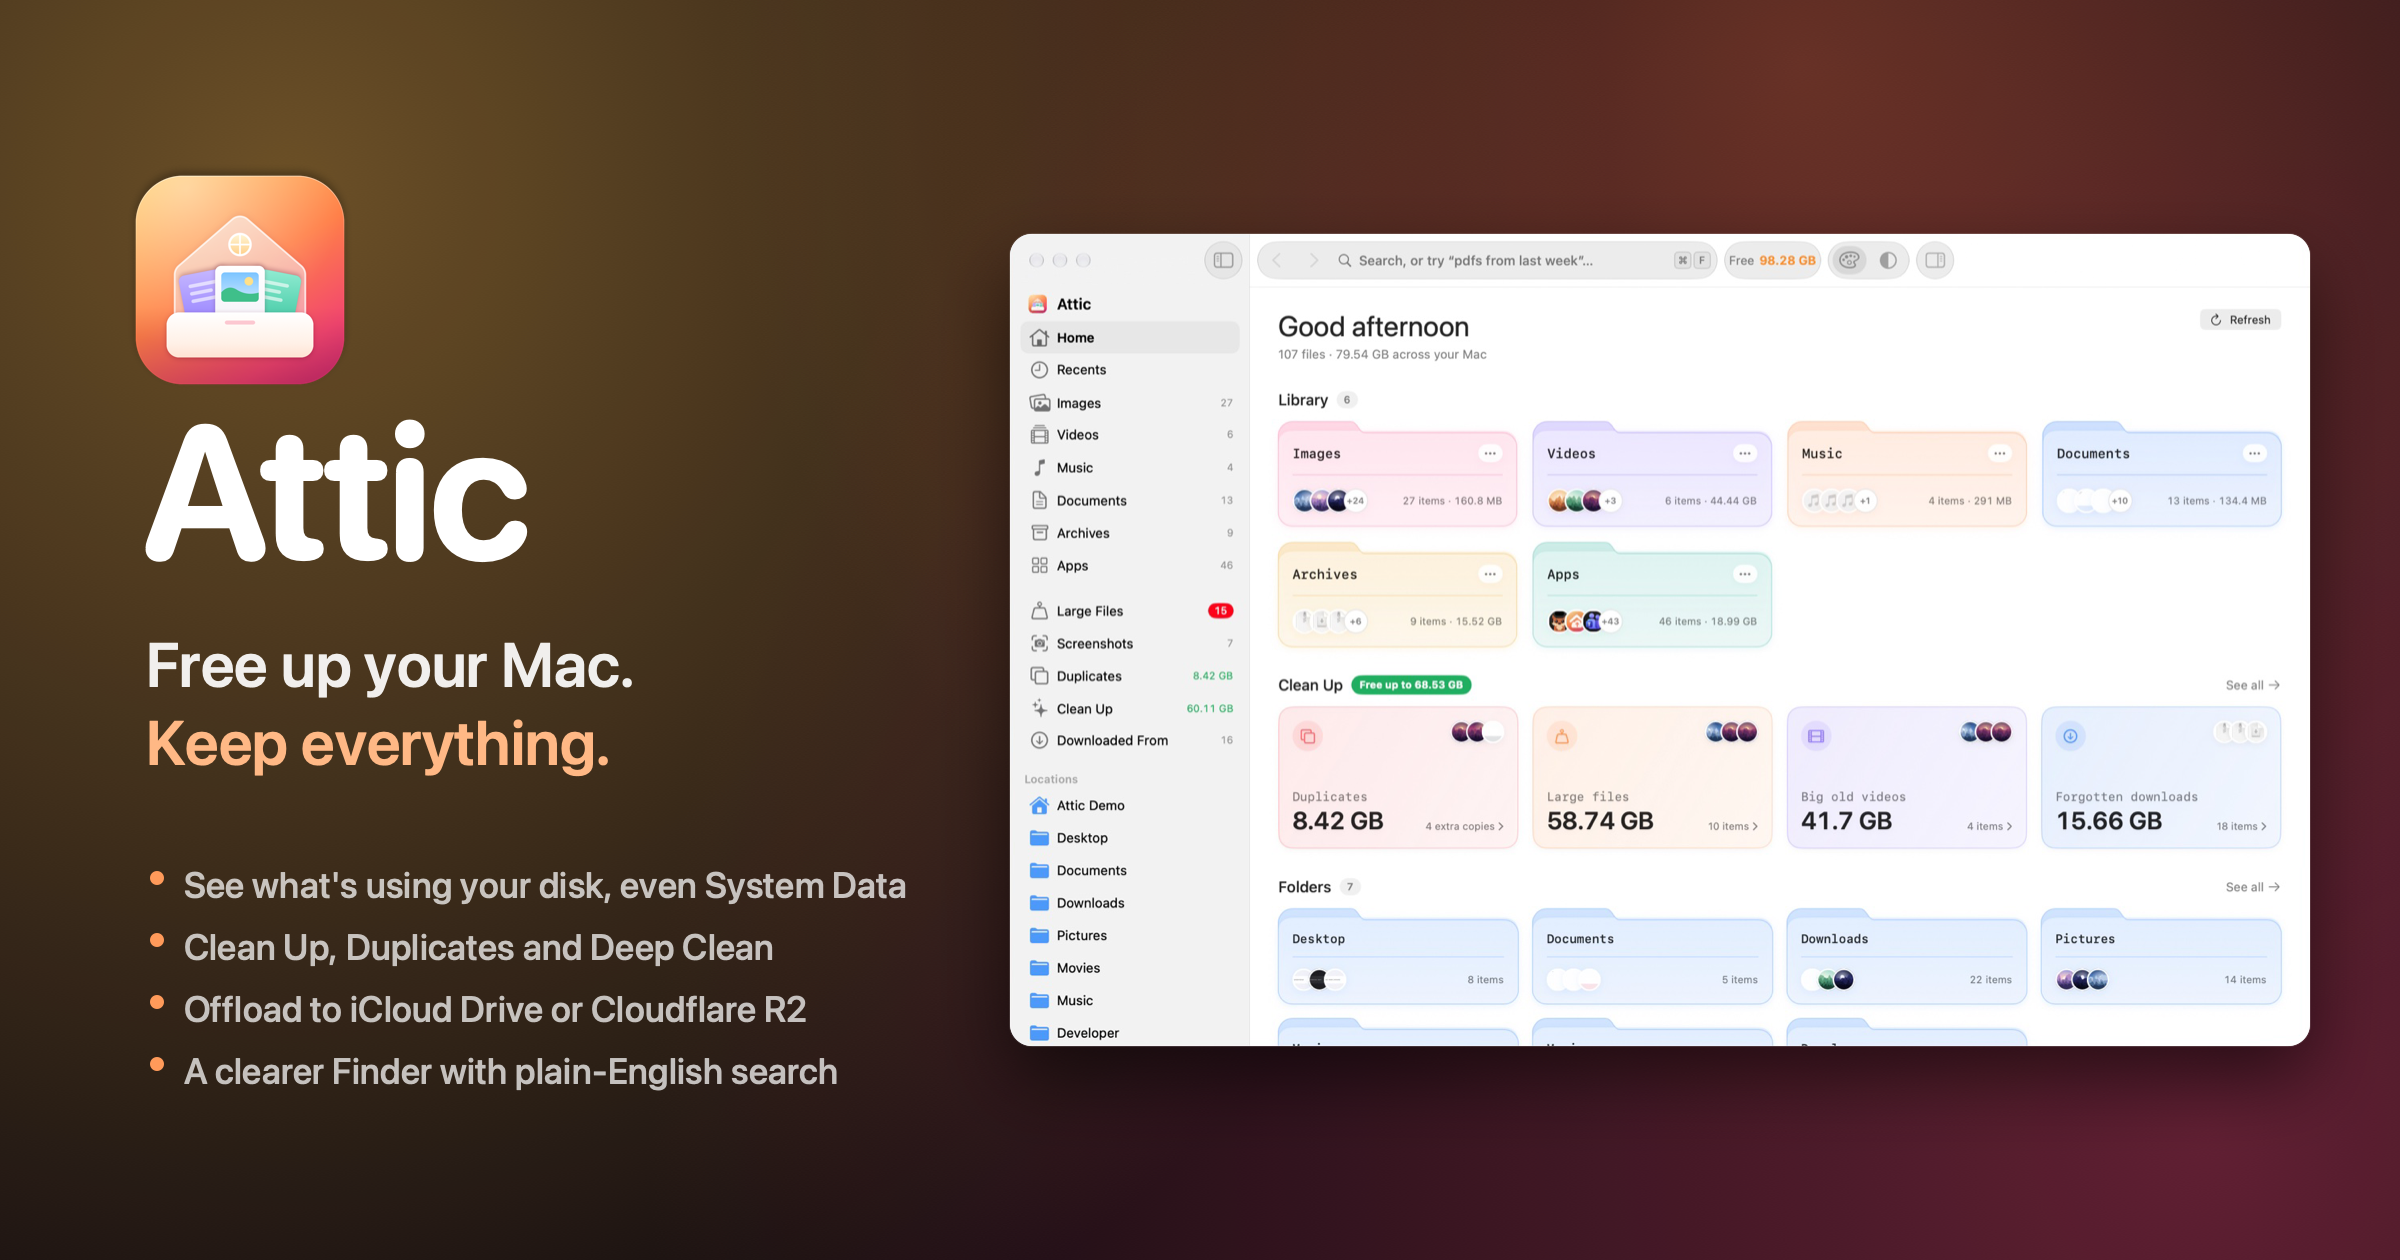 Attic
Free up your Mac.
Keep everything.
See what's using your disk, even System Data
Clean Up, Duplicates and Deep Clean
Offload to iCloud Drive or Cloudflare R2
A clearer Finder with plain-English search
Attic
Home
Recents
Images 27
Videos 6
Music 4
Documents 13
Archives 9
Apps 46
Large Files 15
Screenshots 7
Duplicates 8.42 GB
Clean Up 60.11 GB
Downloaded From 16
Locations
Attic Demo
Desktop
Documents
Downloads
Pictures
Movies
Music
Developer
Search, or try “pdfs from last week”... ⌘ F
Free 98.28 GB
Good afternoon
Refresh
107 files · 79.54 GB across your Mac
Library 6
Images
+24 27 items · 160.8 MB
Videos
+3 6 items · 44.44 GB
Music
+1 4 items · 291 MB
Documents
+10 13 items · 134.4 MB
Archives
+6 9 items · 15.52 GB
Apps
+43 46 items · 18.99 GB
Clean Up Free up to 68.53 GB See all →
Duplicates
8.42 GB 4 extra copies >
Large files
58.74 GB 10 items >
Big old videos
41.7 GB 4 items >
Forgotten downloads
15.66 GB 18 items >
Folders 7 See all →
Desktop
8 items
Documents
5 items
Downloads
22 items
Pictures
14 items